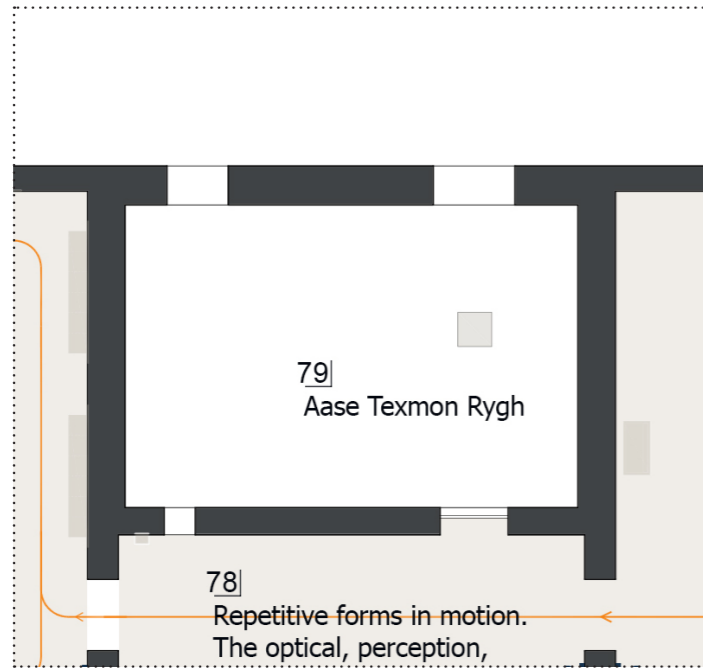 79
Aase Texmon Rygh
78
Repetitive forms in motion.
The optical, perception,